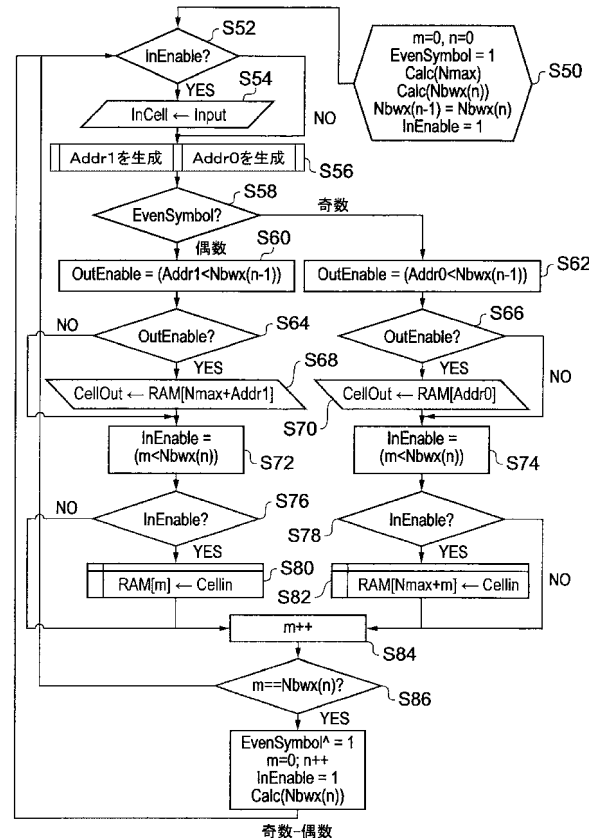 m=0, n=0
EvenSymbol = 1
Calc(Nmax)
Calc(Nbwx(n))
Nbwx(n-1) = Nbwx(n)
InEnable = 1
S50
InEnable?
S52
YES
NO
S54
InCell ← Input
Addr1を生成
Addr0を生成
S56
S58
EvenSymbol?
奇数
偶数
S60
OutEnable = (Addr1<Nbwx(n-1))
OutEnable = (Addr0<Nbwx(n-1))
S62
NO
OutEnable?
S64
YES
OutEnable?
S66
YES
NO
S68
CellOut ← RAM[Nmax+Addr1]
CellOut ← RAM[Addr0]
S70
InEnable =
(m<Nbwx(n))
S72
InEnable =
(m<Nbwx(n))
S74
NO
InEnable?
S76
YES
InEnable?
S78
YES
NO
S80
RAM[m] ← Cellin
S82
RAM[Nmax+m] ← Cellin
m++
S84
m==Nbwx(n)?
S86
YES
EvenSymbol^ = 1
m=0; n++
InEnable = 1
Calc(Nbwx(n))
奇数-偶数